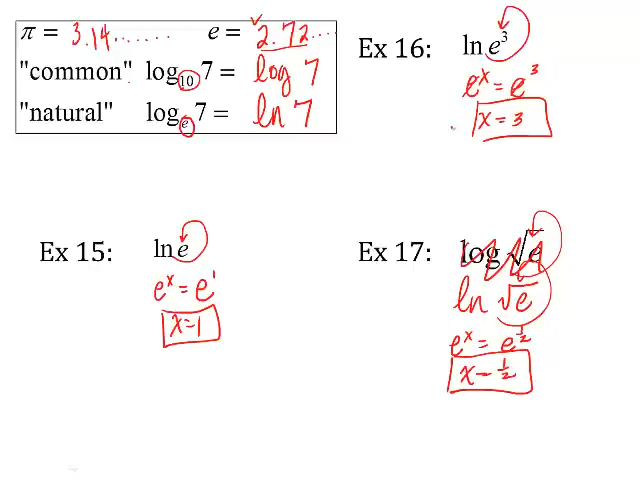 π = 3.14....... e = 2.72....
"common" log₁₀ 7 = log 7
"natural" logₑ 7 = ln 7
Ex 16: ln e³
eˣ = e³
x = 3
Ex 15: ln e
eˣ = e¹
x = 1
Ex 17: log √e
ln √e
eˣ = e^½
x − ½